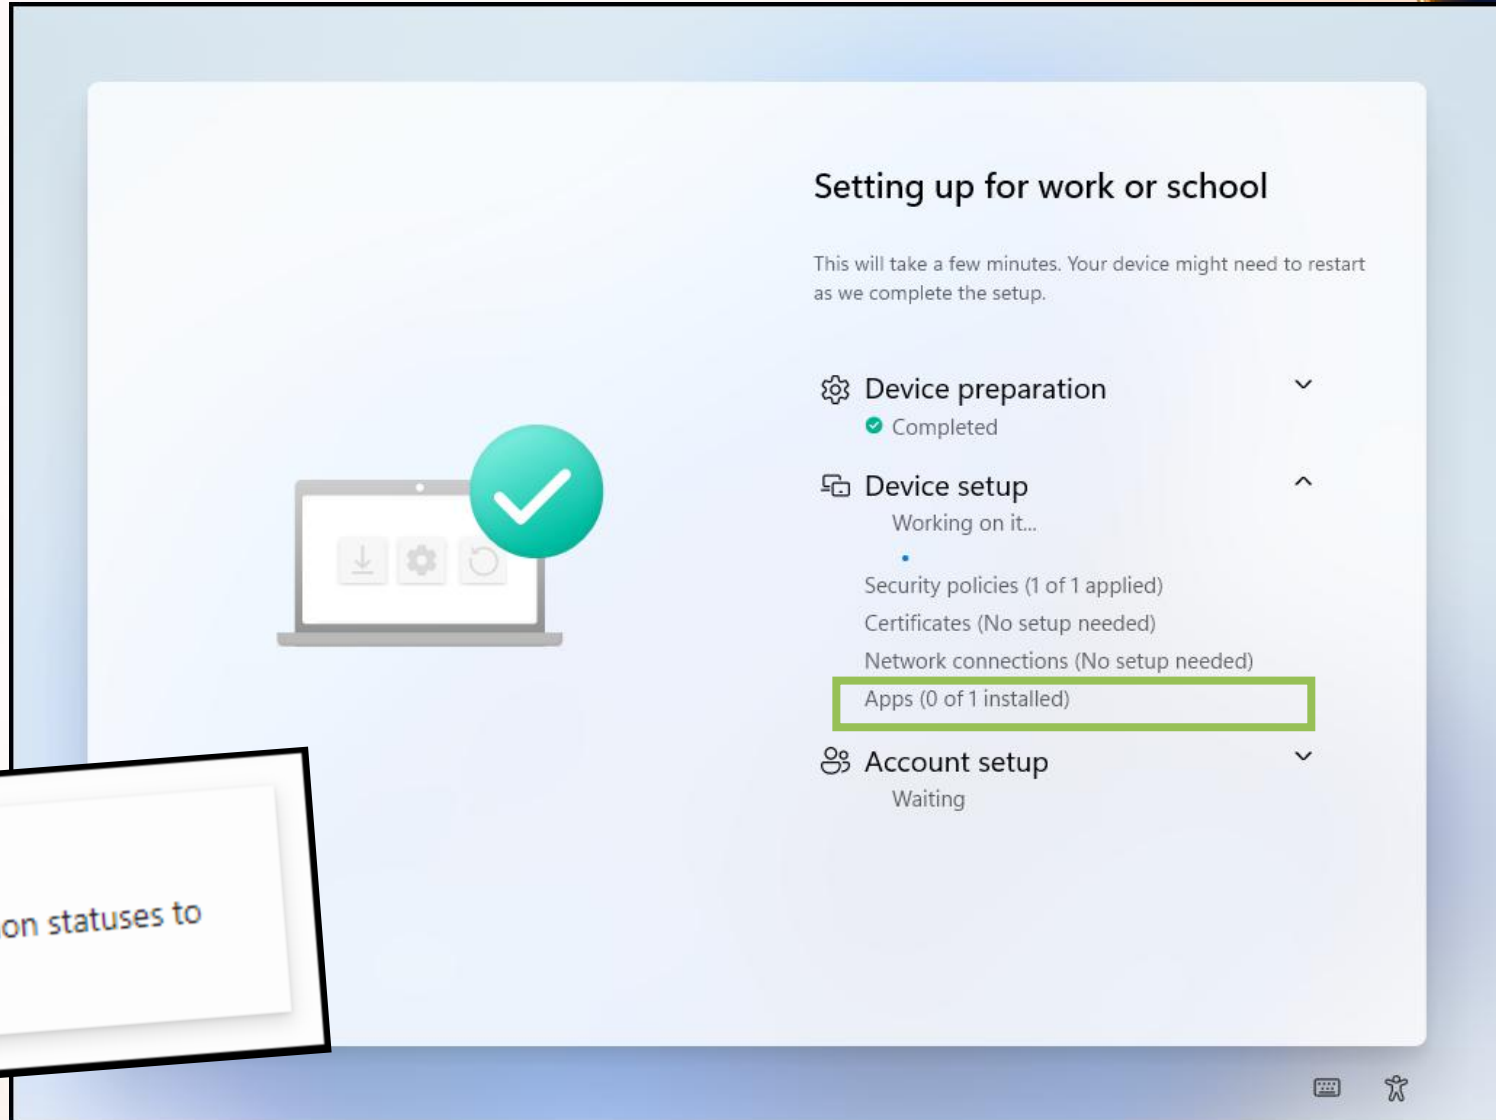 Setting up for work or school
This will take a few minutes. Your device might need to restart
as we complete the setup.
Device preparation
Completed
Device setup
Working on it...
Security policies (1 of 1 applied)
Certificates (No setup needed)
Network connections (No setup needed)
Apps (0 of 1 installed)
Account setup
Waiting
on statuses to